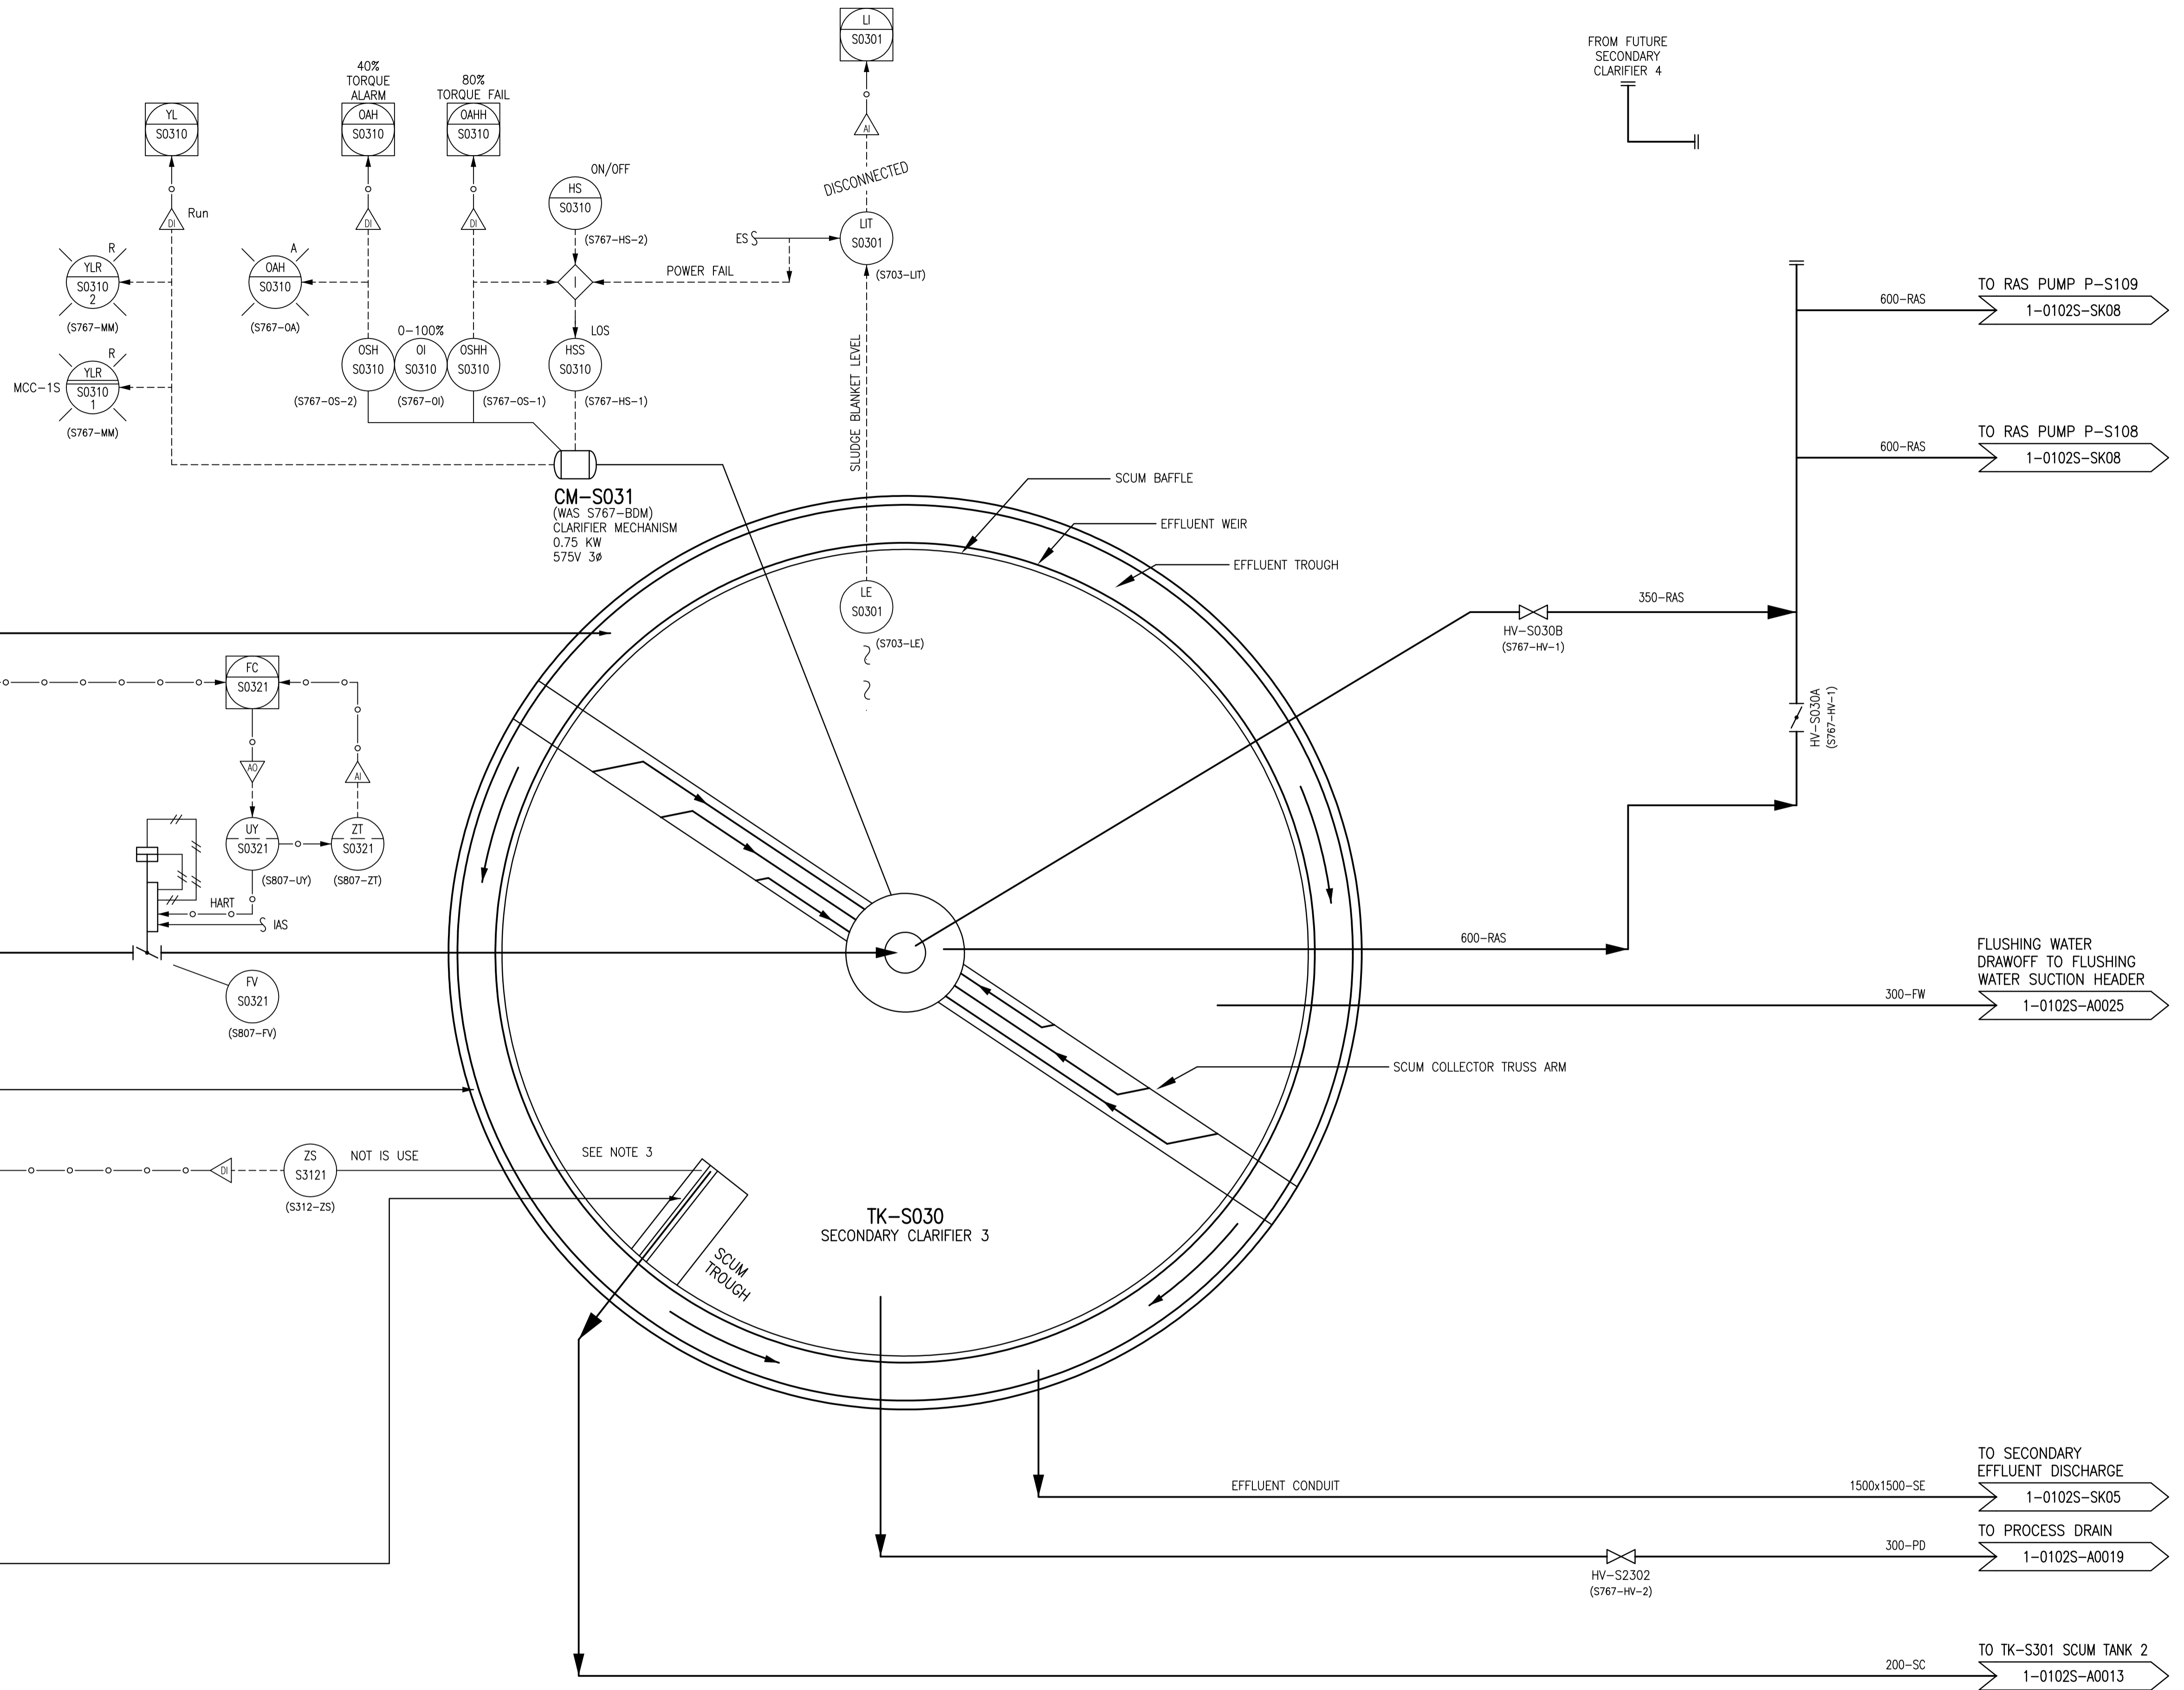 LI
S0301
FROM FUTURE
SECONDARY
CLARIFIER 4
40%
TORQUE
ALARM
80%
TORQUE FAIL
YL
S0310
OAH
S0310
OAHH
S0310
AI
DISCONNECTED
ON/OFF
HS
S0310
(S767-HS-2)
DI
Run
DI
DI
ES
LIT
S0301
(S703-LIT)
POWER FAIL
R
YLR
S0310
2
(S767-MM)
A
OAH
S0310
(S767-OA)
I
TO RAS PUMP P-S109
600-RAS
1-0102S-SK08
0-100%
LOS
OSH
S0310
OI
S0310
OSHH
S0310
HSS
S0310
(S767-OS-2)
(S767-OI)
(S767-OS-1)
(S767-HS-1)
R
MCC-1S
YLR
S0310
1
(S767-MM)
SLUDGE BLANKET LEVEL
TO RAS PUMP P-S108
600-RAS
1-0102S-SK08
CM-S031
(WAS S767-BDM)
CLARIFIER MECHANISM
0.75 KW
575V 3ø
SCUM BAFFLE
EFFLUENT WEIR
EFFLUENT TROUGH
LE
S0301
(S703-LE)
350-RAS
HV-S030B
(S767-HV-1)
FC
S0321
HV-S030A
(S767-HV-1)
AO
AI
UY
S0321
ZT
S0321
(S807-UY)
(S807-ZT)
HART
IAS
FV
S0321
(S807-FV)
600-RAS
FLUSHING WATER
DRAWOFF TO FLUSHING
WATER SUCTION HEADER
300-FW
1-0102S-A0025
SCUM COLLECTOR TRUSS ARM
DI
ZS
S3121
(S312-ZS)
NOT IS USE
SEE NOTE 3
TK-S030
SECONDARY CLARIFIER 3
SCUM
TROUGH
TO SECONDARY
EFFLUENT DISCHARGE
EFFLUENT CONDUIT
1500x1500-SE
1-0102S-SK05
TO PROCESS DRAIN
300-PD
1-0102S-A0019
HV-S2302
(S767-HV-2)
TO TK-S301 SCUM TANK 2
200-SC
1-0102S-A0013